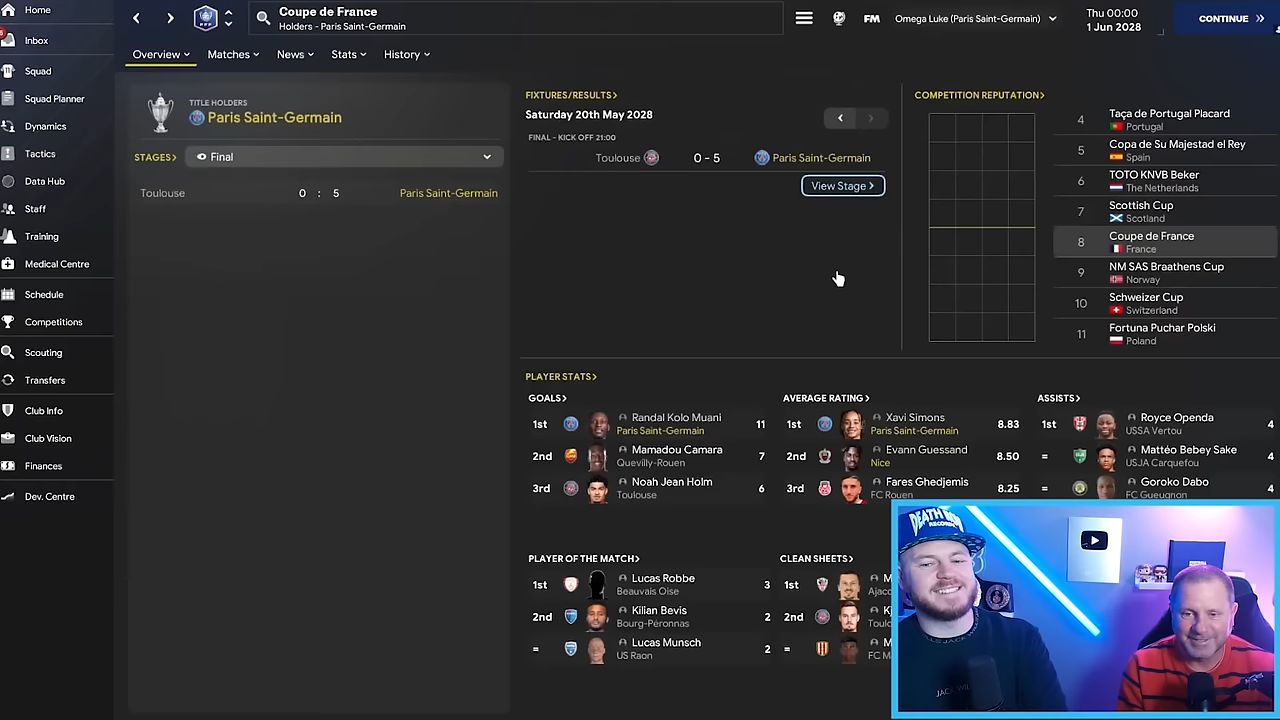 Home
Inbox
Squad
Squad Planner
Dynamics
Tactics
Data Hub
Staff
Training
Medical Centre
Schedule
Competitions
Scouting
Transfers
Club Info
Club Vision
Finances
Dev. Centre
Coupe de France
Holders - Paris Saint-Germain
FM
Omega Luke (Paris Saint-Germain)
Thu 00:00
1 Jun 2028
CONTINUE
Overview
Matches
News
Stats
History
TITLE HOLDERS
Paris Saint-Germain
STAGES>
Final
Toulouse 0 : 5 Paris Saint-Germain
FIXTURES/RESULTS>
Saturday 20th May 2028
FINAL - KICK OFF 21:00
Toulouse 0 - 5 Paris Saint-Germain
View Stage >
COMPETITION REPUTATION>
4 Taça de Portugal Placard
Portugal
5 Copa de Su Majestad el Rey
Spain
6 TOTO KNVB Beker
The Netherlands
7 Scottish Cup
Scotland
8 Coupe de France
France
9 NM SAS Braathens Cup
Norway
10 Schweizer Cup
Switzerland
11 Fortuna Puchar Polski
Poland
PLAYER STATS>
GOALS>
1st Randal Kolo Muani 11
Paris Saint-Germain
2nd Mamadou Camara 7
Quevilly-Rouen
3rd Noah Jean Holm 6
Toulouse
AVERAGE RATING>
1st Xavi Simons 8.83
Paris Saint-Germain
2nd Evann Guessand 8.50
Nice
3rd Fares Ghedjemis 8.25
FC Rouen
ASSISTS>
1st Royce Openda 4
USSA Vertou
= Mattéo Bebey Sake 4
USJA Carquefou
= Goroko Dabo 4
FC Gueugnon
PLAYER OF THE MATCH>
1st Lucas Robbe 3
Beauvais Oise
2nd Kilian Bevis 2
Bourg-Péronnas
= Lucas Munsch 2
US Raon
CLEAN SHEETS>
1st M
Ajac
2nd Kj
Toul
= M
FC M
DEATH ROW
RECORDS
JACK WIL